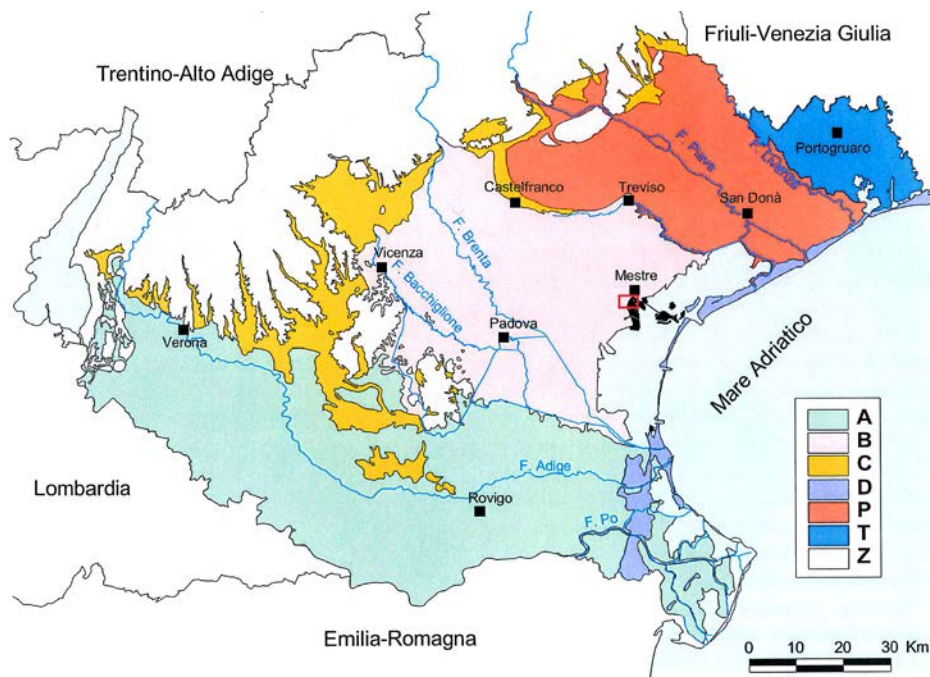 Friuli-Venezia Giulia
Trentino-Alto Adige
Portogruaro
F. Piave
F. Livenza
Castelfranco
Treviso
San Donà
F. Brenta
Vicenza
F. Bacchiglione
Mestre
Verona
Padova
Mare Adriatico
A
B
C
D
P
T
Z
Lombardia
F. Adige
Rovigo
F. Po
Emilia-Romagna
0 10 20 30 Km